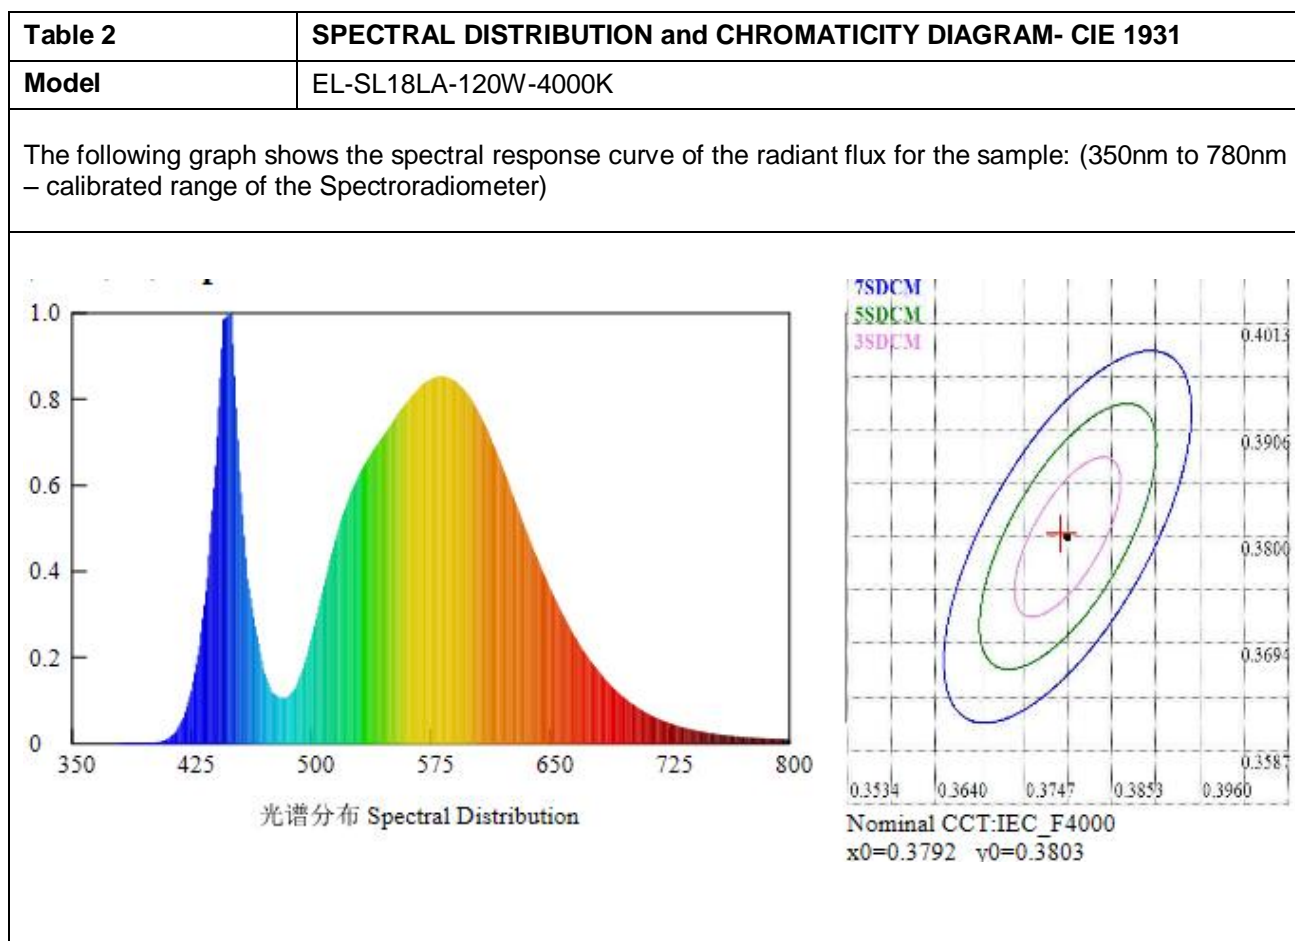 Table 2 SPECTRAL DISTRIBUTION and CHROMATICITY DIAGRAM- CIE 1931
Model EL-SL18LA-120W-4000K
The following graph shows the spectral response curve of the radiant flux for the sample: (350nm to 780nm
– calibrated range of the Spectroradiometer)
1.0
0.8
0.6
0.4
0.2
0
350 425 500 575 650 725 800
光谱分布 Spectral Distribution
7SDCM
5SDCM
3SDCM
0.4013
0.3906
0.3800
0.3694
0.3587
0.3534 0.3640 0.3747 0.3853 0.3960
Nominal CCT:IEC_F4000
x0=0.3792 y0=0.3803